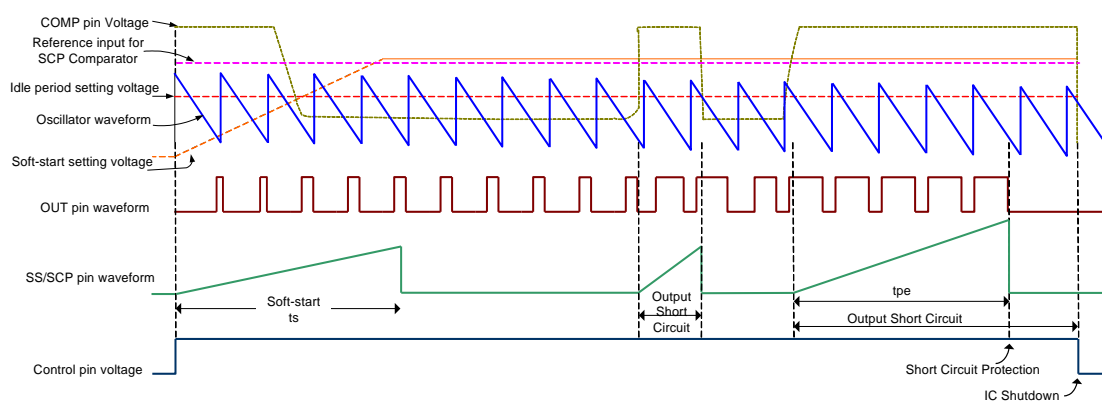 COMP pin Voltage
Reference input for
SCP Comparator
Idle period setting voltage
Oscillator waveform
Soft-start setting voltage
OUT pin waveform
SS/SCP pin waveform
Soft-start
ts
Output
Short
Circuit
tpe
Output Short Circuit
Control pin voltage
Short Circuit Protection
IC Shutdown